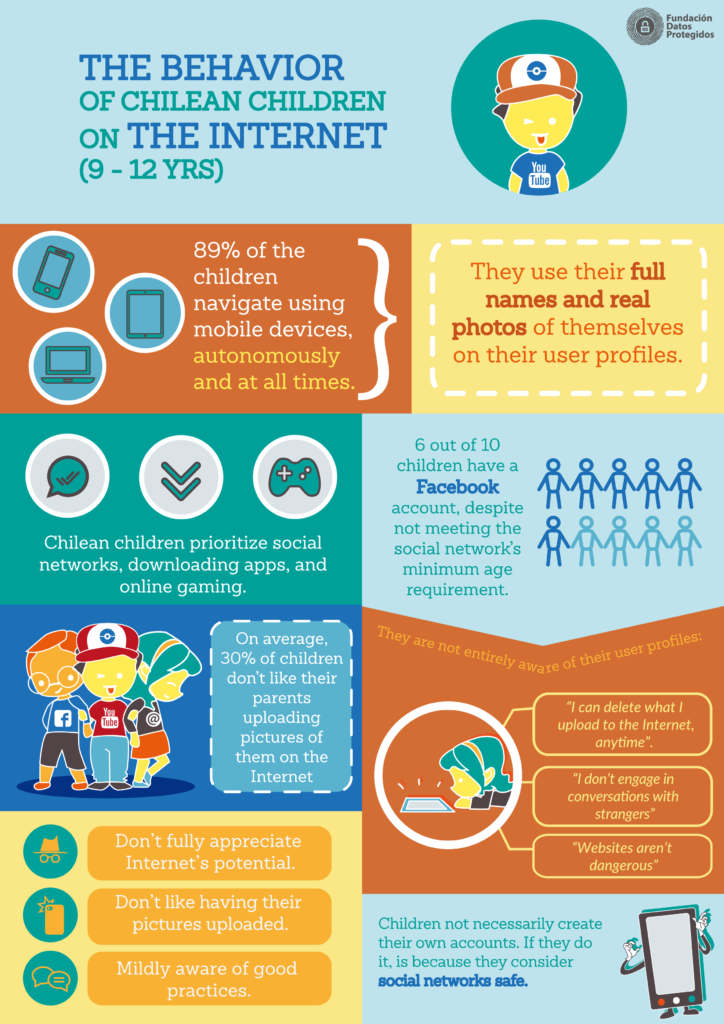 Fundación
Datos
Protegidos
THE BEHAVIOR
OF CHILEAN CHILDREN
ON THE INTERNET
(9 - 12 YRS)
You
Tube
89% of the
children
navigate using
mobile devices,
autonomously
and at all times.
They use their full
names and real
photos of themselves
on their user profiles.
Chilean children prioritize social
networks, downloading apps, and
online gaming.
6 out of 10
children have a
Facebook
account, despite
not meeting the
social network's
minimum age
requirement.
f
You
Tube
@
On average,
30% of children
don't like their
parents
uploading
pictures of
them on the
Internet
They are not entirely aware of their user profiles:
"I can delete what I
upload to the Internet,
anytime".
"I don't engage in
conversations with
strangers"
"Websites aren't
dangerous"
Don't fully appreciate
Internet's potential.
Don't like having their
pictures uploaded.
Mildly aware of good
practices.
Children not necessarily create
their own accounts. If they do
it, is because they consider
social networks safe.